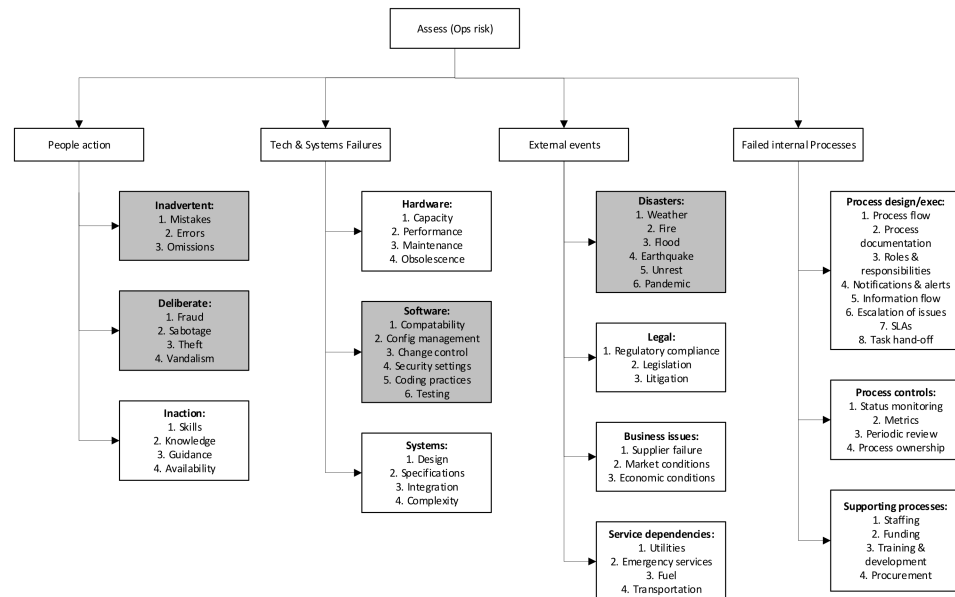 Assess (Ops risk)
People action
Tech & Systems Failures
External events
Failed internal Processes
Inadvertent:
1. Mistakes
2. Errors
3. Omissions
Deliberate:
1. Fraud
2. Sabotage
3. Theft
4. Vandalism
Inaction:
1. Skills
2. Knowledge
3. Guidance
4. Availability
Hardware:
1. Capacity
2. Performance
3. Maintenance
4. Obsolescence
Software:
1. Compatability
2. Config management
3. Change control
4. Security settings
5. Coding practices
6. Testing
Systems:
1. Design
2. Specifications
3. Integration
4. Complexity
Disasters:
1. Weather
2. Fire
3. Flood
4. Earthquake
5. Unrest
6. Pandemic
Legal:
1. Regulatory compliance
2. Legislation
3. Litigation
Business issues:
1. Supplier failure
2. Market conditions
3. Economic conditions
Service dependencies:
1. Utilities
2. Emergency services
3. Fuel
4. Transportation
Process design/exec:
1. Process flow
2. Process
documentation
3. Roles &
responsibilities
4. Notifications & alerts
5. Information flow
6. Escalation of issues
7. SLAs
8. Task hand-off
Process controls:
1. Status monitoring
2. Metrics
3. Periodic review
4. Process ownership
Supporting processes:
1. Staffing
2. Funding
3. Training &
development
4. Procurement